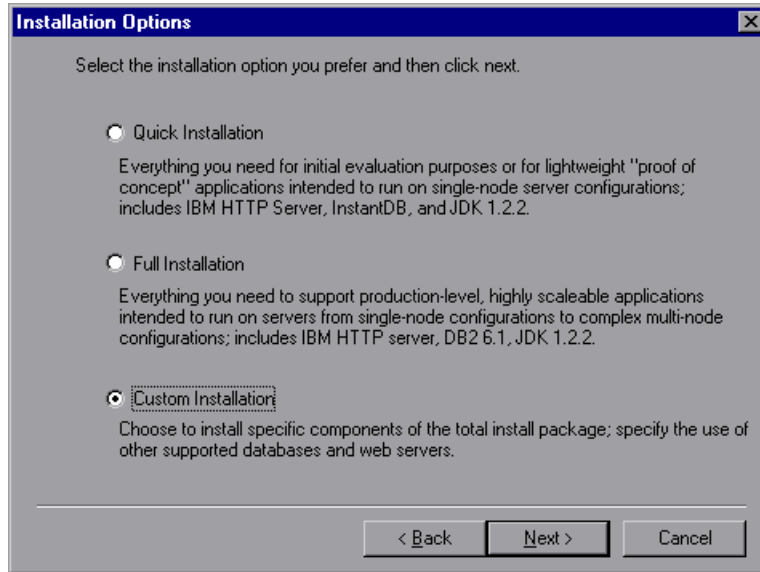 Installation Options
Select the installation option you prefer and then click next.
Quick Installation
Everything you need for initial evaluation purposes or for lightweight "proof of
concept" applications intended to run on single-node server configurations;
includes IBM HTTP Server, InstantDB, and JDK 1.2.2.
Full Installation
Everything you need to support production-level, highly scaleable applications
intended to run on servers from single-node configurations to complex multi-node
configurations; includes IBM HTTP server, DB2 6.1, JDK 1.2.2.
Custom Installation
Choose to install specific components of the total install package; specify the use of
other supported databases and web servers.
< Back Next > Cancel